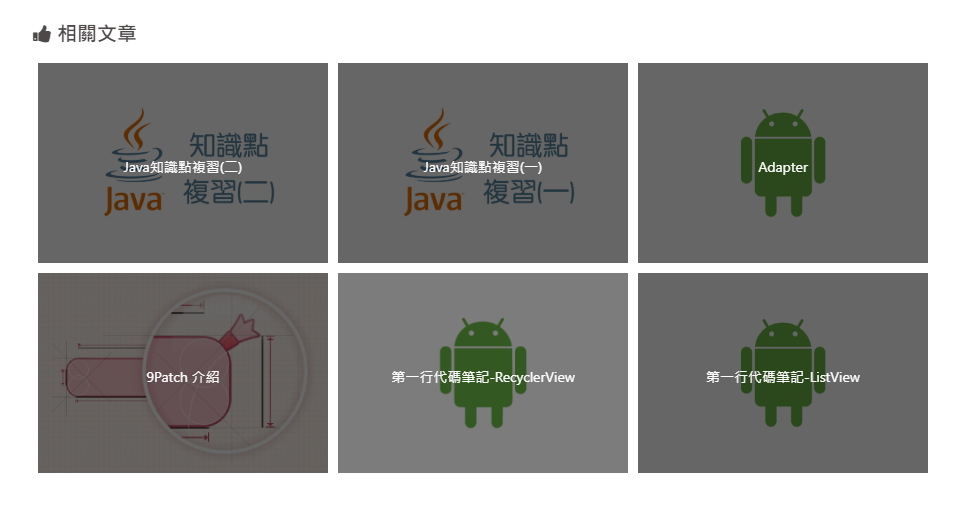 相關文章
知識點
Java知識點複習(二)
Java
複習(二)
知識點
Java知識點複習(一)
Java
複習(一)
Adapter
9Patch 介紹
第一行代碼筆記-RecyclerView
第一行代碼筆記-ListView